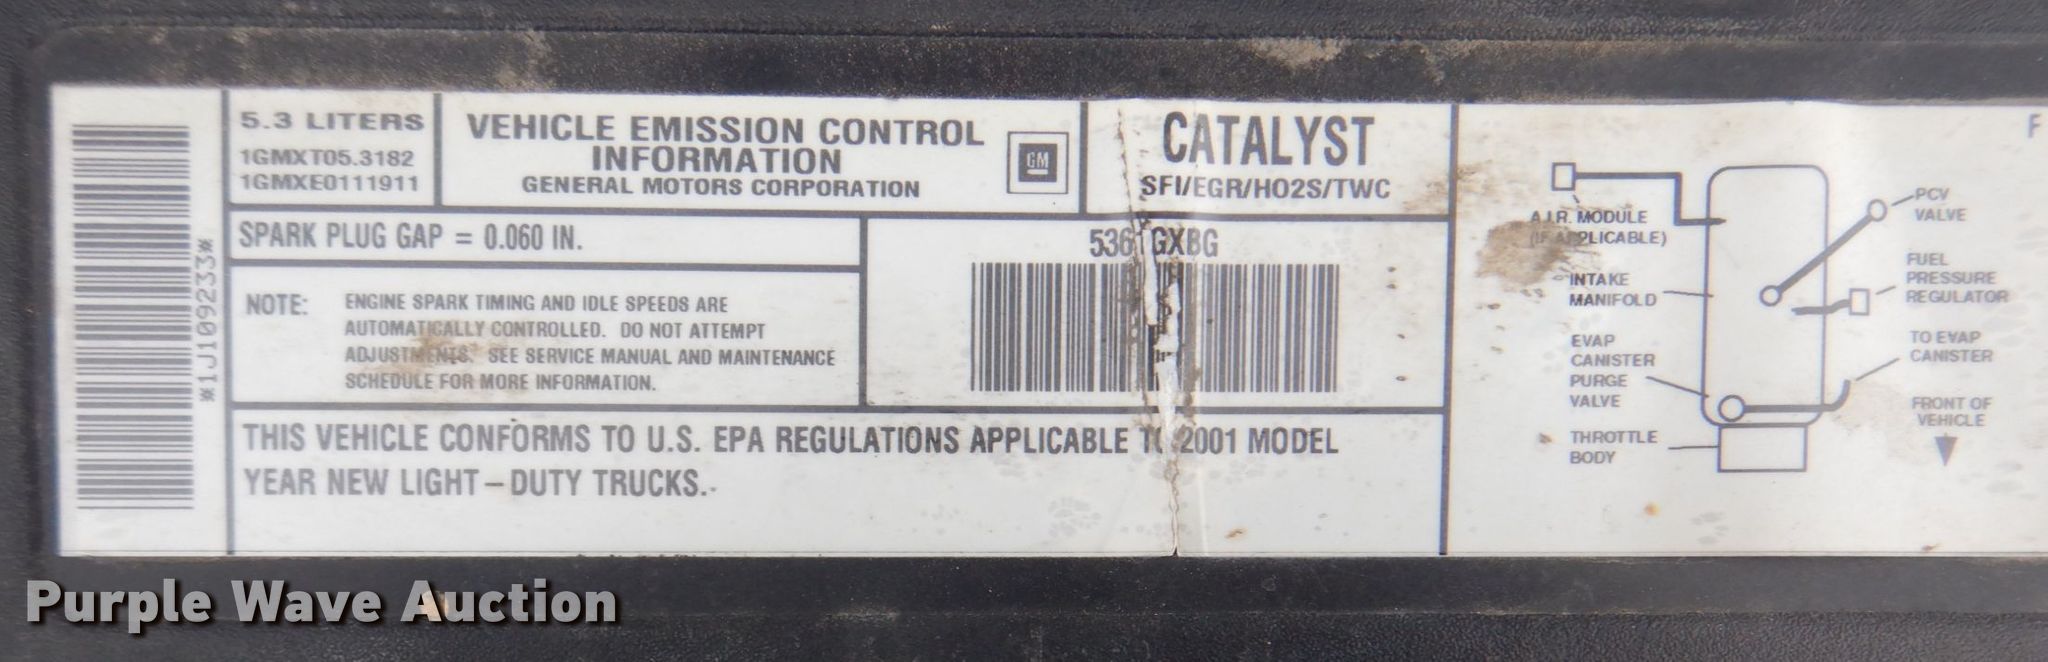 *1J1092333*
5.3 LITERS
1GMXT05.3182
1GMXE0111911
VEHICLE EMISSION CONTROL
INFORMATION
GENERAL MOTORS CORPORATION
GM
CATALYST
SFI/EGR/HO2S/TWC
SPARK PLUG GAP = 0.060 IN.
NOTE: ENGINE SPARK TIMING AND IDLE SPEEDS ARE
AUTOMATICALLY CONTROLLED. DO NOT ATTEMPT
ADJUSTMENTS. SEE SERVICE MANUAL AND MAINTENANCE
SCHEDULE FOR MORE INFORMATION.
GXBG
THIS VEHICLE CONFORMS TO U.S. EPA REGULATIONS APPLICABLE TO 2001 MODEL
YEAR NEW LIGHT-DUTY TRUCKS.
F
A.I.R. MODULE
(IF APPLICABLE)
INTAKE
MANIFOLD
EVAP
CANISTER
PURGE
VALVE
THROTTLE
BODY
PCV
VALVE
FUEL
PRESSURE
REGULATOR
TO EVAP
CANISTER
FRONT OF
VEHICLE
Purple Wave Auction